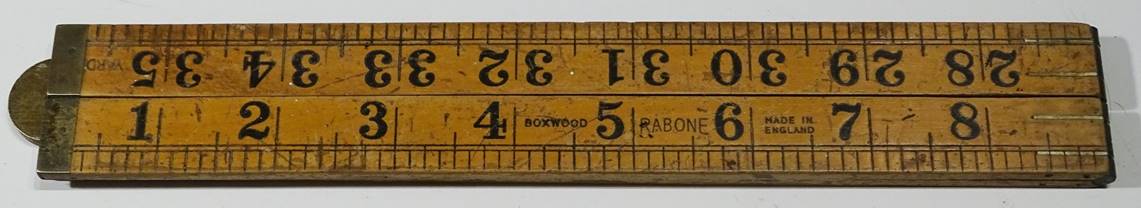 28 29 30 31 32 33 34 35 YARD
1 2 3 4 BOXWOOD 5 RABONE 6 MADE IN ENGLAND 7 8